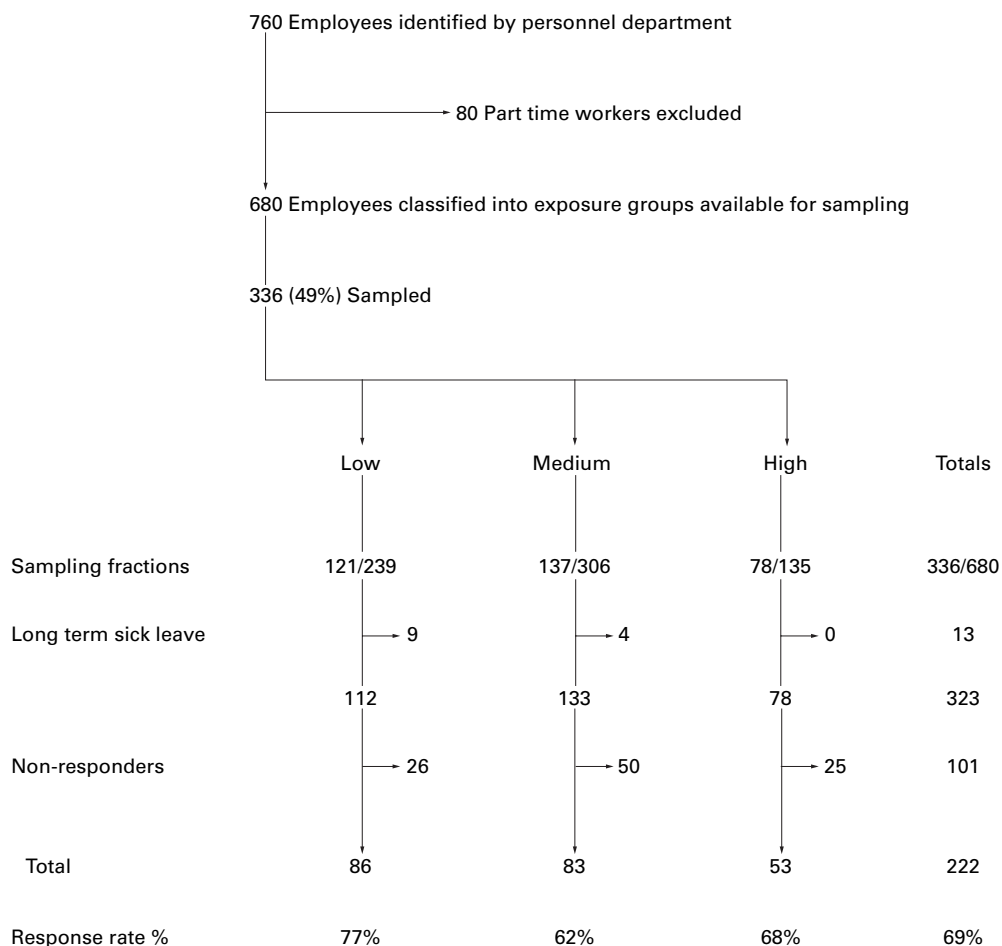 760 Employees identified by personnel department
80 Part time workers excluded
680 Employees classified into exposure groups available for sampling
336 (49%) Sampled
Low Medium High Totals
Sampling fractions 121/239 137/306 78/135 336/680
Long term sick leave 9 4 0 13
112 133 78 323
Non-responders 26 50 25 101
Total 86 83 53 222
Response rate % 77% 62% 68% 69%